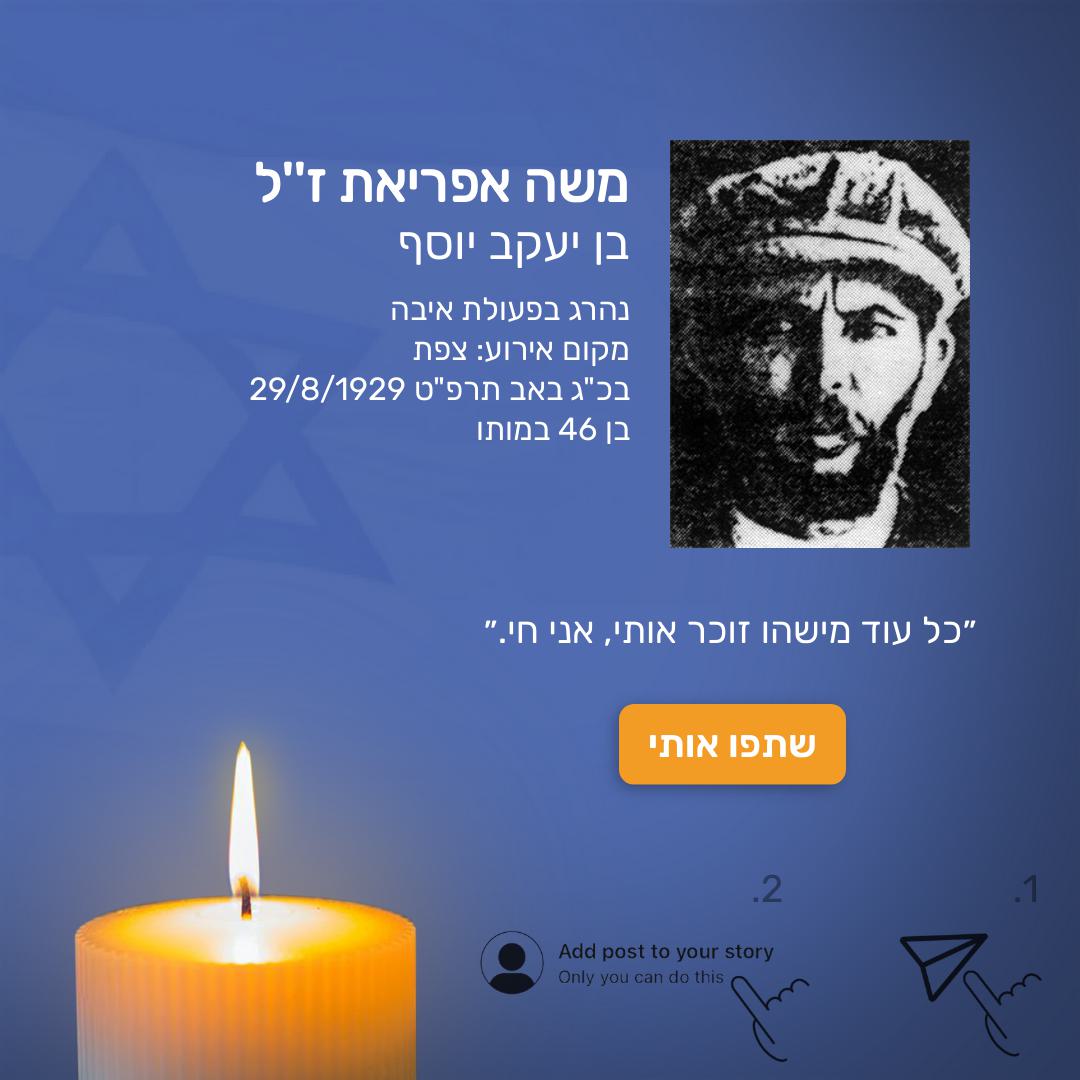 משה אפריאת ז"ל
בן יעקב יוסף
נהרג בפעולת איבה
מקום אירוע: צפת
בכ"ג באב תרפ"ט 29/8/1929
בן 46 במותו
״כל עוד מישהו זוכר אותי, אני חי.״
שתפו אותי
1.
2.
Add post to your story
Only you can do this